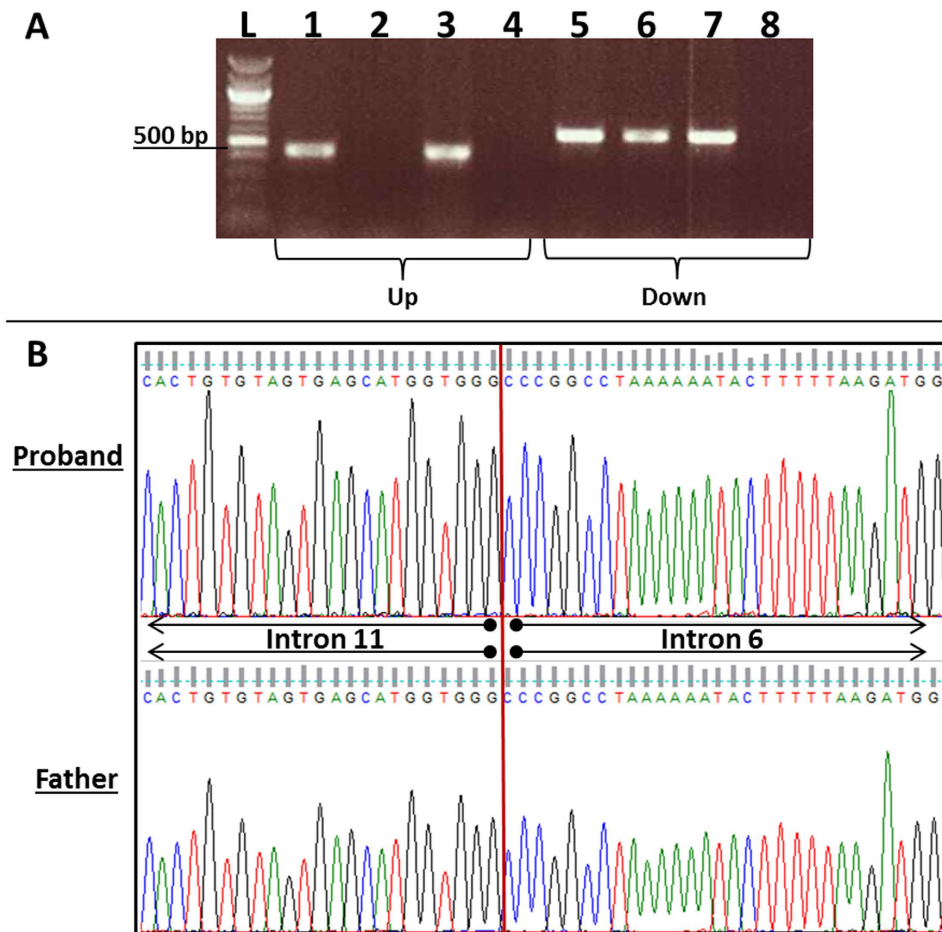 A
L 1 2 3 4 5 6 7 8
500 bp
Up Down
B
CACTGTGTAGTGAGCATGGTGGGCCCGGCCTAAAAAATACTTTTTAAGATGG
Proband
Intron 11 Intron 6
CACTGTGTAGTGAGCATGGTGGGCCCGGCCTAAAAAATACTTTTTAAGATGG
Father